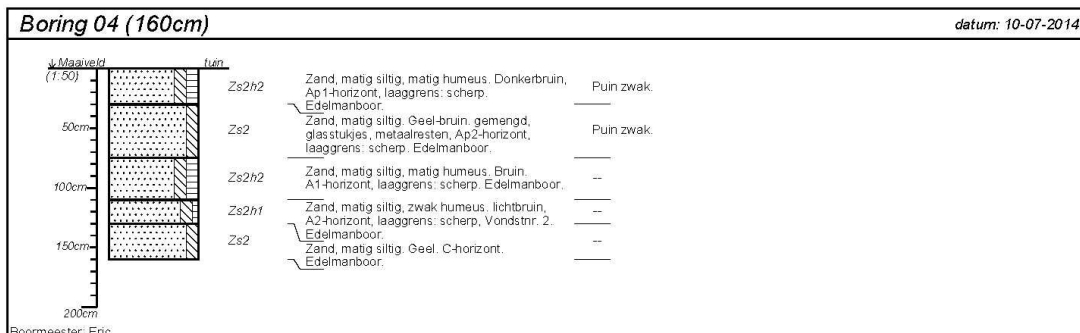 Boring 04 (160cm)
datum: 10-07-2014
↓ Maaiveld
tuin
(1:50)
Zs2h2
Zand, matig siltig, matig humeus. Donkerbruin,
Ap1-horizont, laaggrens: scherp.
Edelmanboor.
Puin zwak.
50cm
Zs2
Zand, matig siltig. Geel-bruin. gemengd,
glasstukjes, metaalresten, Ap2-horizont,
laaggrens: scherp. Edelmanboor.
Puin zwak.
100cm
Zs2h2
Zand, matig siltig, matig humeus. Bruin.
A1-horizont, laaggrens: scherp. Edelmanboor.
--
Zs2h1
Zand, matig siltig, zwak humeus. lichtbruin,
A2-horizont, laaggrens: scherp, Vondstnr. 2.
Edelmanboor.
--
150cm
Zs2
Zand, matig siltig. Geel. C-horizont.
Edelmanboor.
--
200cm
Boormeester: Eric